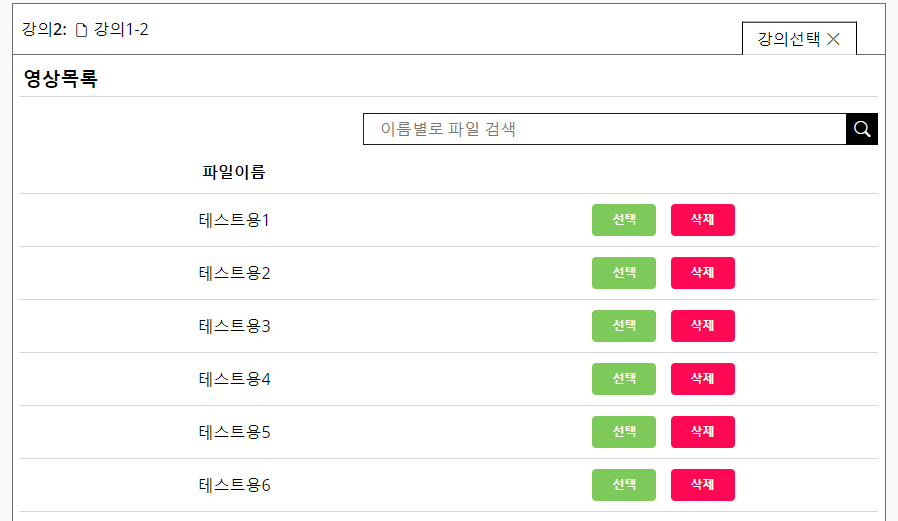 강의2: 강의1-2
강의선택
영상목록
이름별로 파일 검색
파일이름
테스트용1 선택 삭제
테스트용2 선택 삭제
테스트용3 선택 삭제
테스트용4 선택 삭제
테스트용5 선택 삭제
테스트용6 선택 삭제